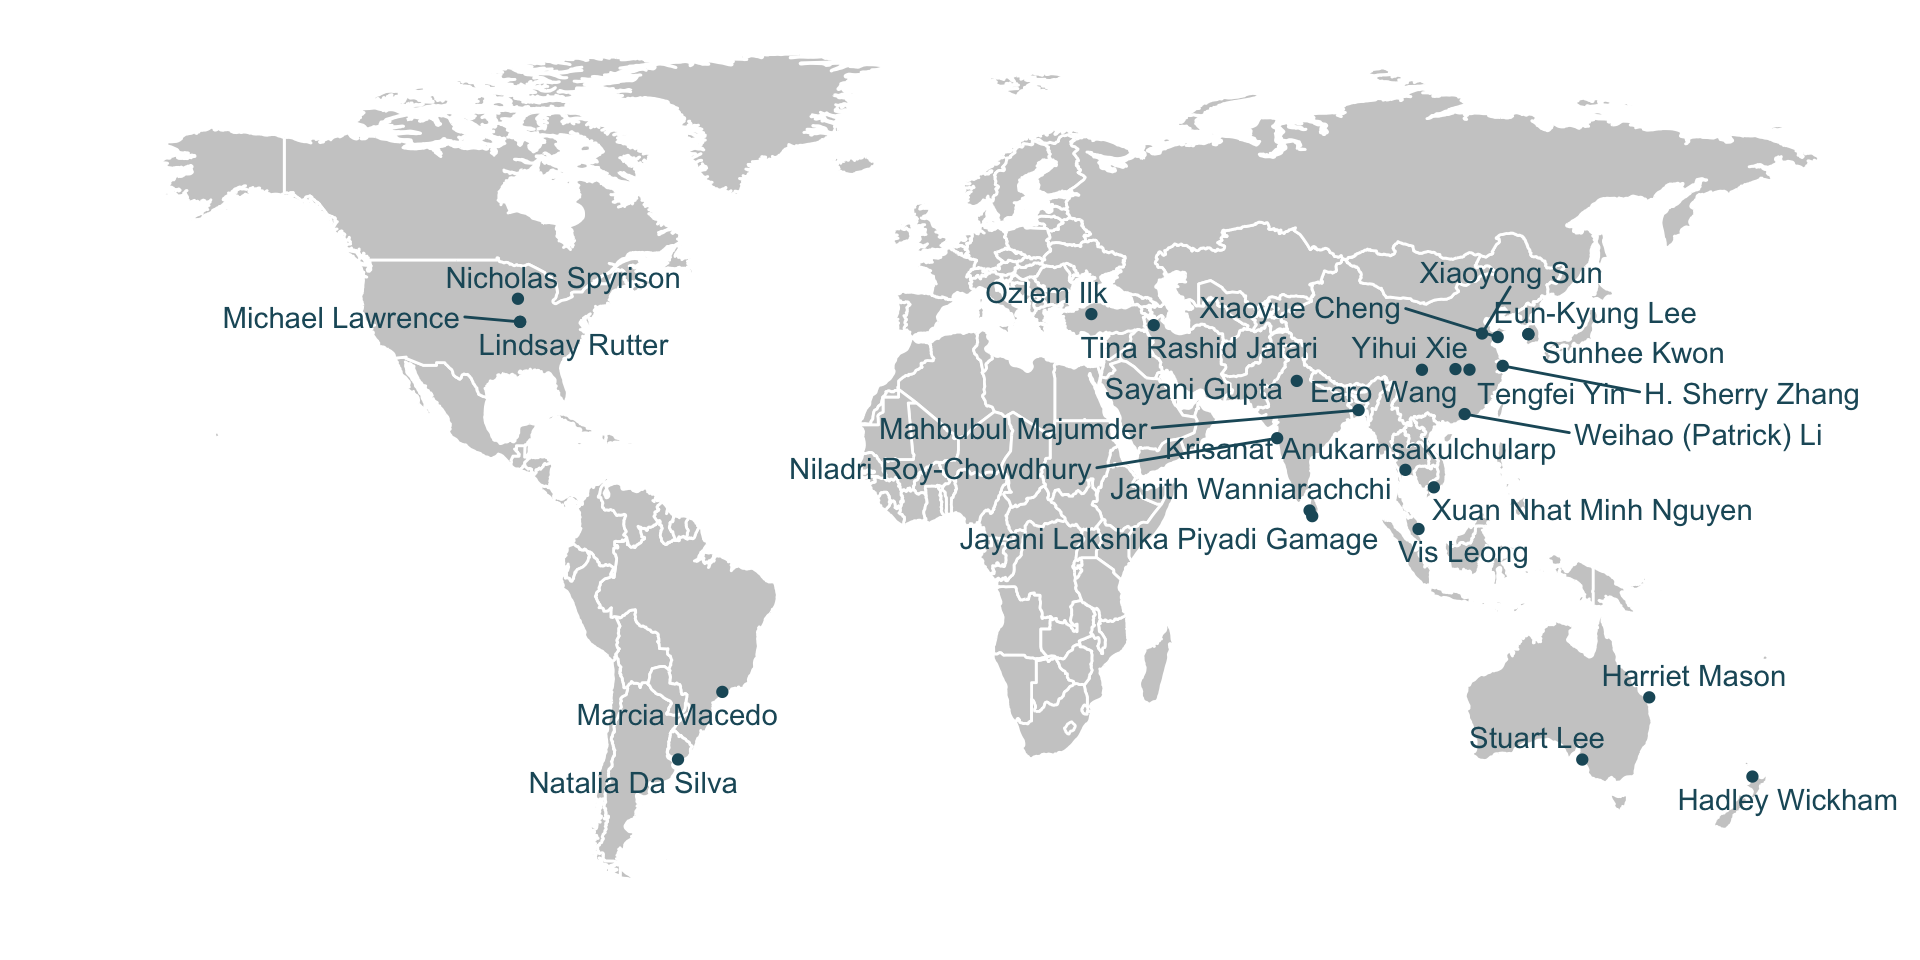 Xiaoyong Sun
Nicholas Spyrison
Ozlem Ilk
Xiaoyue Cheng
Eun-Kyung Lee
Michael Lawrence
Lindsay Rutter
Tina Rashid Jafari
Yihui Xie
Sunhee Kwon
Sayani Gupta
Earo Wang
Tengfei Yin
H. Sherry Zhang
Mahbubul Majumder
Weihao (Patrick) Li
Krisanat Anukarnsakulchularp
Niladri Roy-Chowdhury
Janith Wanniarachchi
Xuan Nhat Minh Nguyen
Jayani Lakshika Piyadi Gamage
Vis Leong
Harriet Mason
Marcia Macedo
Stuart Lee
Natalia Da Silva
Hadley Wickham